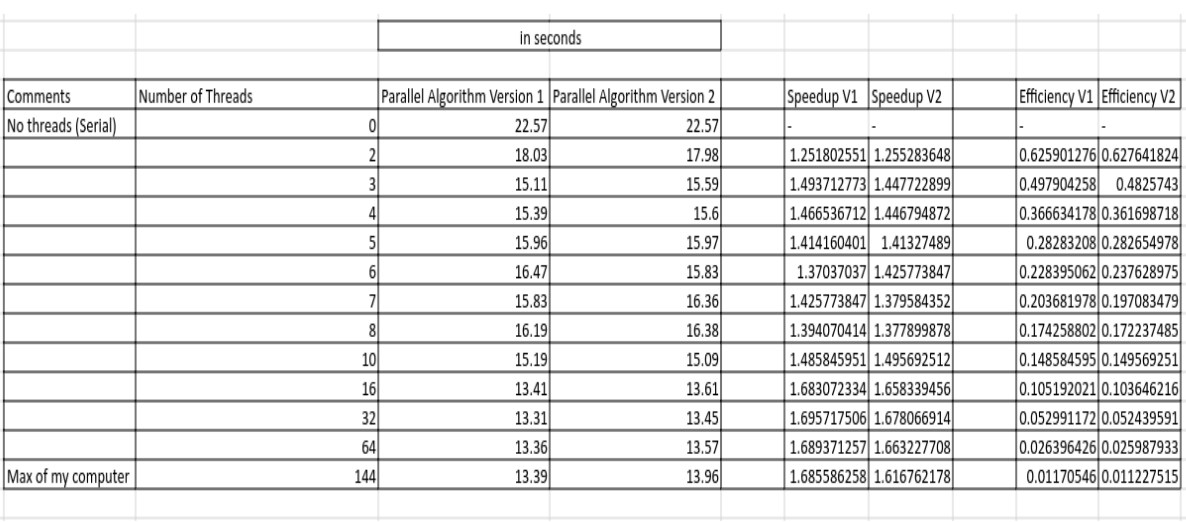 in seconds
Comments Number of Threads Parallel Algorithm Version 1 Parallel Algorithm Version 2 Speedup V1 Speedup V2 Efficiency V1 Efficiency V2
No threads (Serial) 0 22.57 22.57 - - - -
2 18.03 17.98 1.251802551 1.255283648 0.625901276 0.627641824
3 15.11 15.59 1.493712773 1.447722899 0.497904258 0.4825743
4 15.39 15.6 1.466536712 1.446794872 0.366634178 0.361698718
5 15.96 15.97 1.414160401 1.41327489 0.28283208 0.282654978
6 16.47 15.83 1.37037037 1.425773847 0.228395062 0.237628975
7 15.83 16.36 1.425773847 1.379584352 0.203681978 0.197083479
8 16.19 16.38 1.394070414 1.377899878 0.174258802 0.172237485
10 15.19 15.09 1.485845951 1.495692512 0.148584595 0.149569251
16 13.41 13.61 1.683072334 1.658339456 0.105192021 0.103646216
32 13.31 13.45 1.695717506 1.678066914 0.052991172 0.052439591
64 13.36 13.57 1.689371257 1.663227708 0.026396426 0.025987933
Max of my computer 144 13.39 13.96 1.685586258 1.616762178 0.01170546 0.011227515